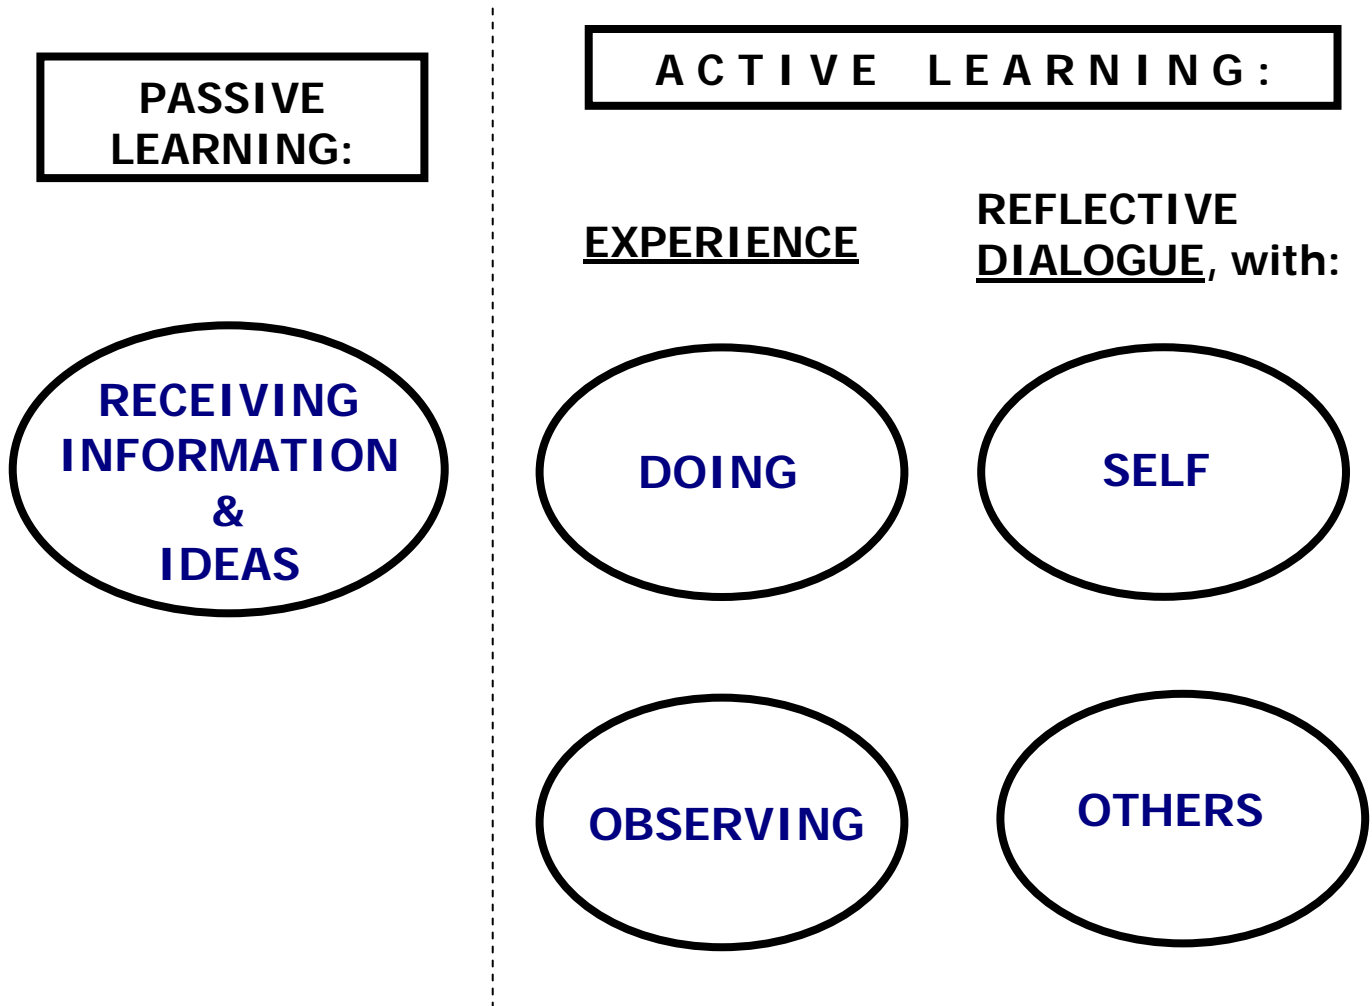 PASSIVE
LEARNING:
RECEIVING
INFORMATION
&
IDEAS
ACTIVE LEARNING:
EXPERIENCE
DOING
OBSERVING
REFLECTIVE
DIALOGUE, with:
SELF
OTHERS